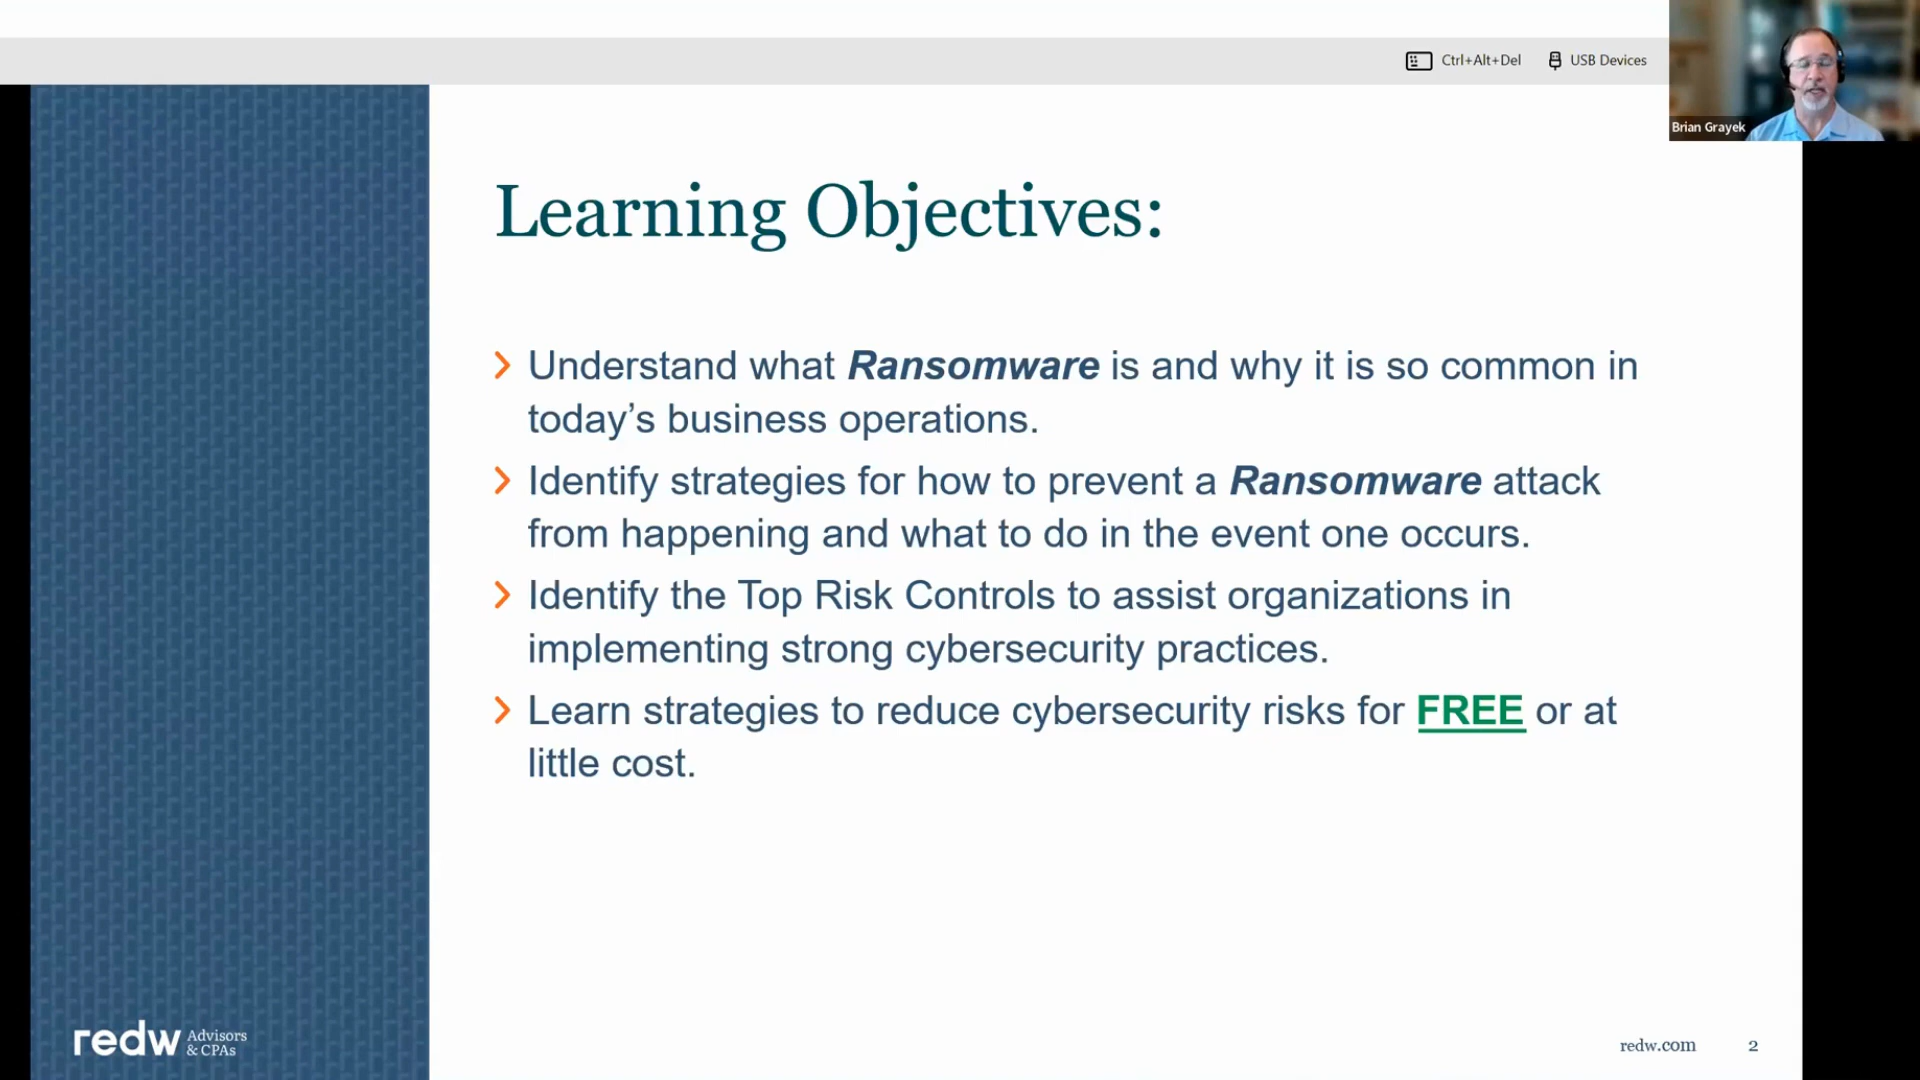 Ctrl+Alt+Del
USB Devices
Brian Grayek
Learning Objectives:
Understand what Ransomware is and why it is so common in
today’s business operations.
Identify strategies for how to prevent a Ransomware attack
from happening and what to do in the event one occurs.
Identify the Top Risk Controls to assist organizations in
implementing strong cybersecurity practices.
Learn strategies to reduce cybersecurity risks for FREE or at
little cost.
redw Advisors
& CPAs
redw.com
2